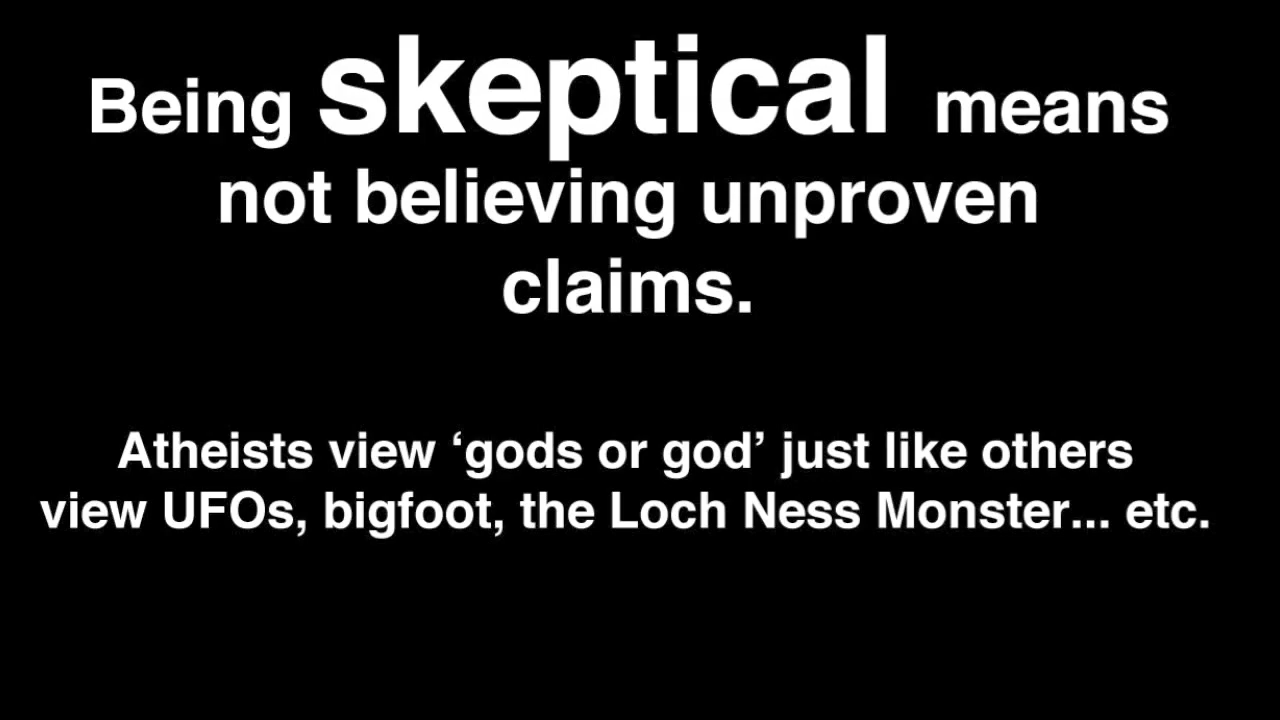 Being skeptical means
not believing unproven
claims.
Atheists view ‘gods or god’ just like others
view UFOs, bigfoot, the Loch Ness Monster... etc.